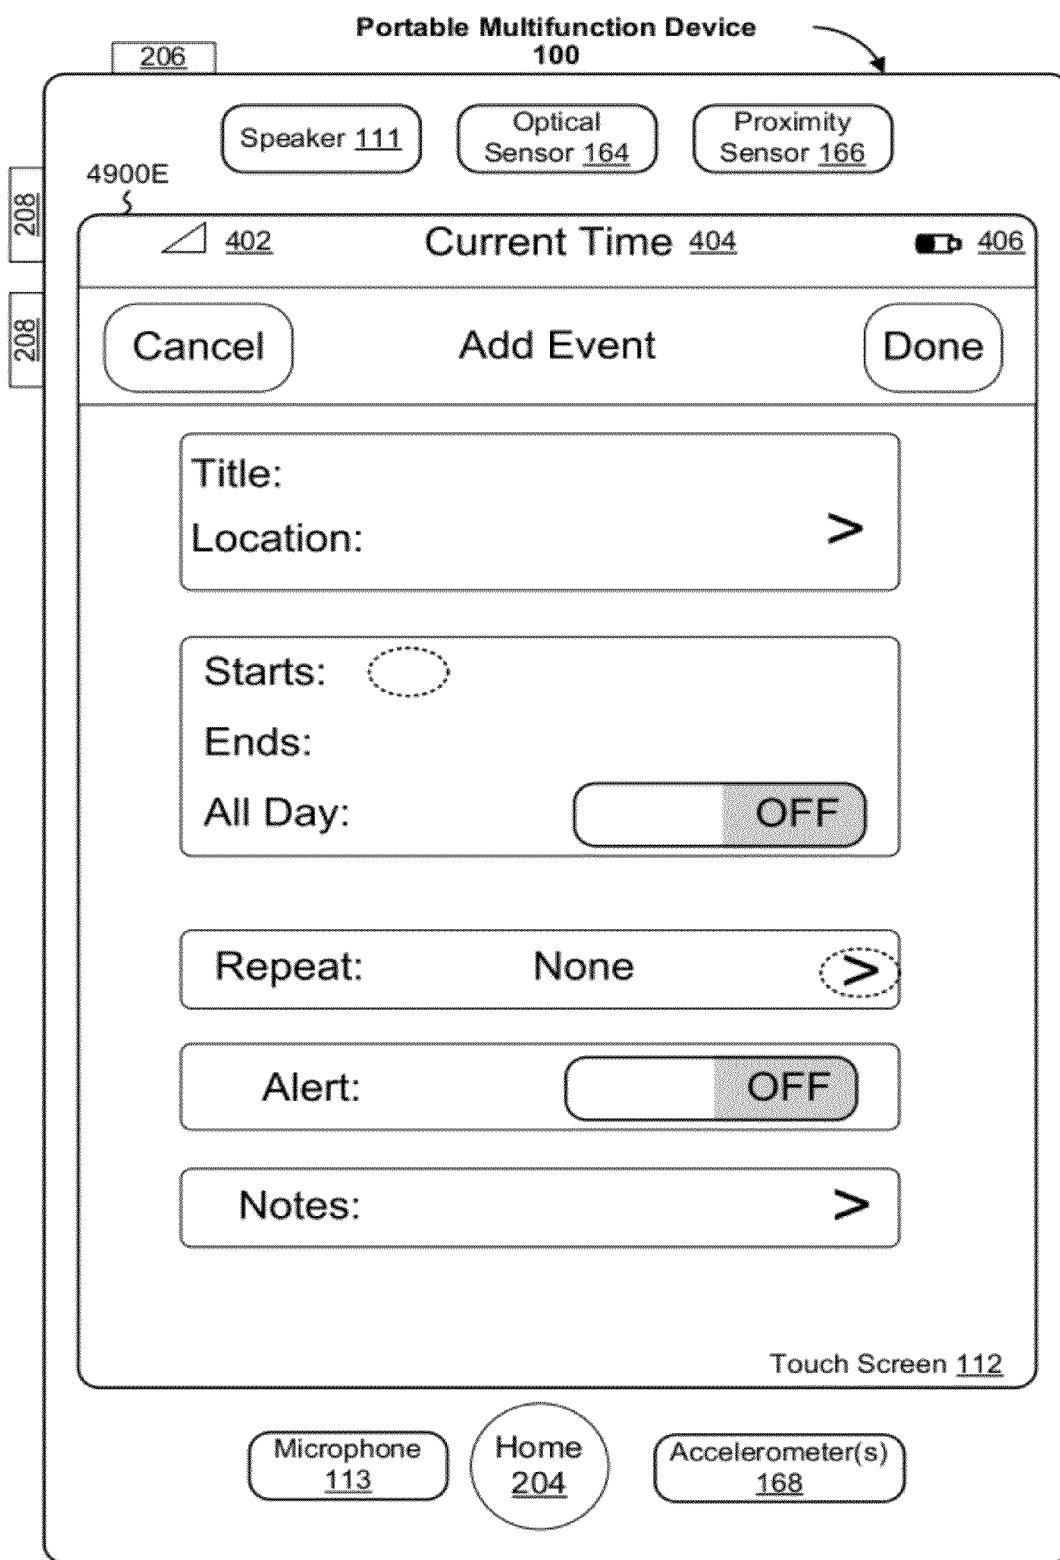 Portable Multifunction Device
100
206
Speaker 111
Optical
Sensor 164
Proximity
Sensor 166
4900E
208
402
Current Time 404
406
208
Cancel
Add Event
Done
Title:
Location:
>
Starts:
Ends:
All Day:
OFF
Repeat:
None
>
Alert:
OFF
Notes:
>
Touch Screen 112
Microphone
113
Home
204
Accelerometer(s)
168